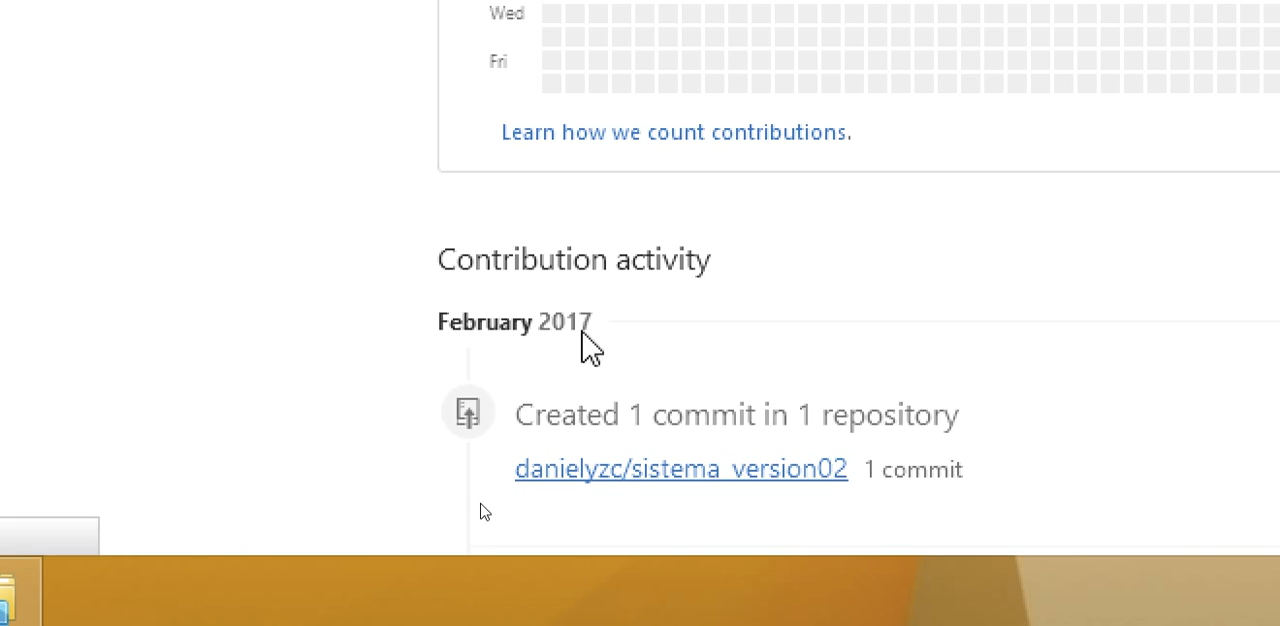 Wed
Fri
Learn how we count contributions.
Contribution activity
February 2017
Created 1 commit in 1 repository
danielyzc/sistema_version02 1 commit